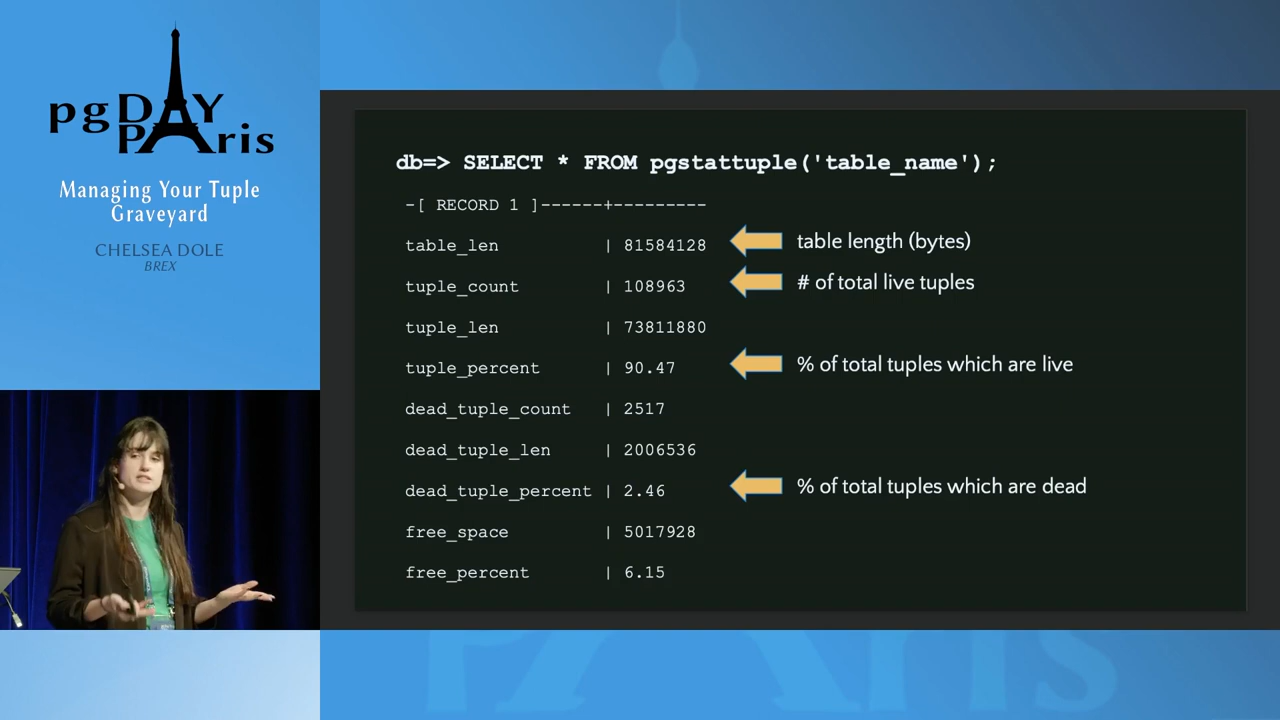 pgDAY
PAris
Managing Your Tuple
Graveyard
CHELSEA DOLE
BREX
db=> SELECT * FROM pgstattuple('table_name');
-[ RECORD 1 ]------+---------
table_len | 81584128
table length (bytes)
tuple_count | 108963
# of total live tuples
tuple_len | 73811880
tuple_percent | 90.47
% of total tuples which are live
dead_tuple_count | 2517
dead_tuple_len | 2006536
dead_tuple_percent | 2.46
% of total tuples which are dead
free_space | 5017928
free_percent | 6.15